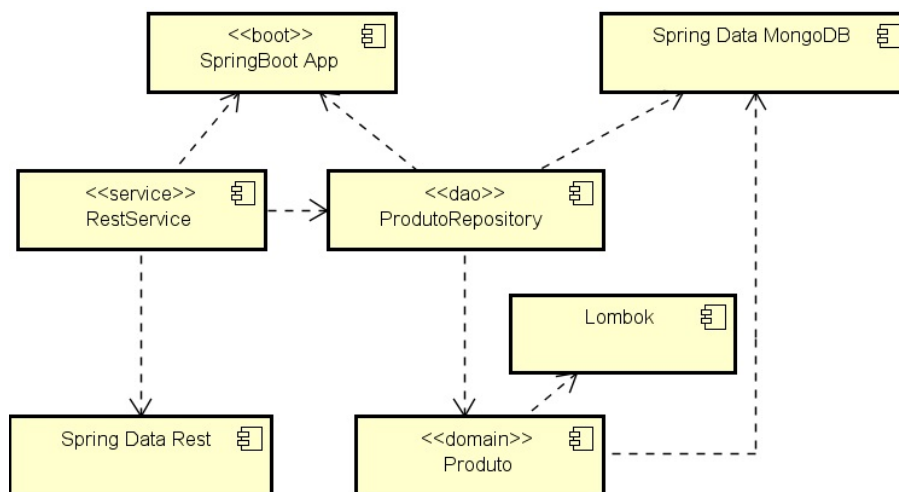 <<boot>>
SpringBoot App
Spring Data MongoDB
<<service>>
RestService
<<dao>>
ProdutoRepository
Lombok
Spring Data Rest
<<domain>>
Produto